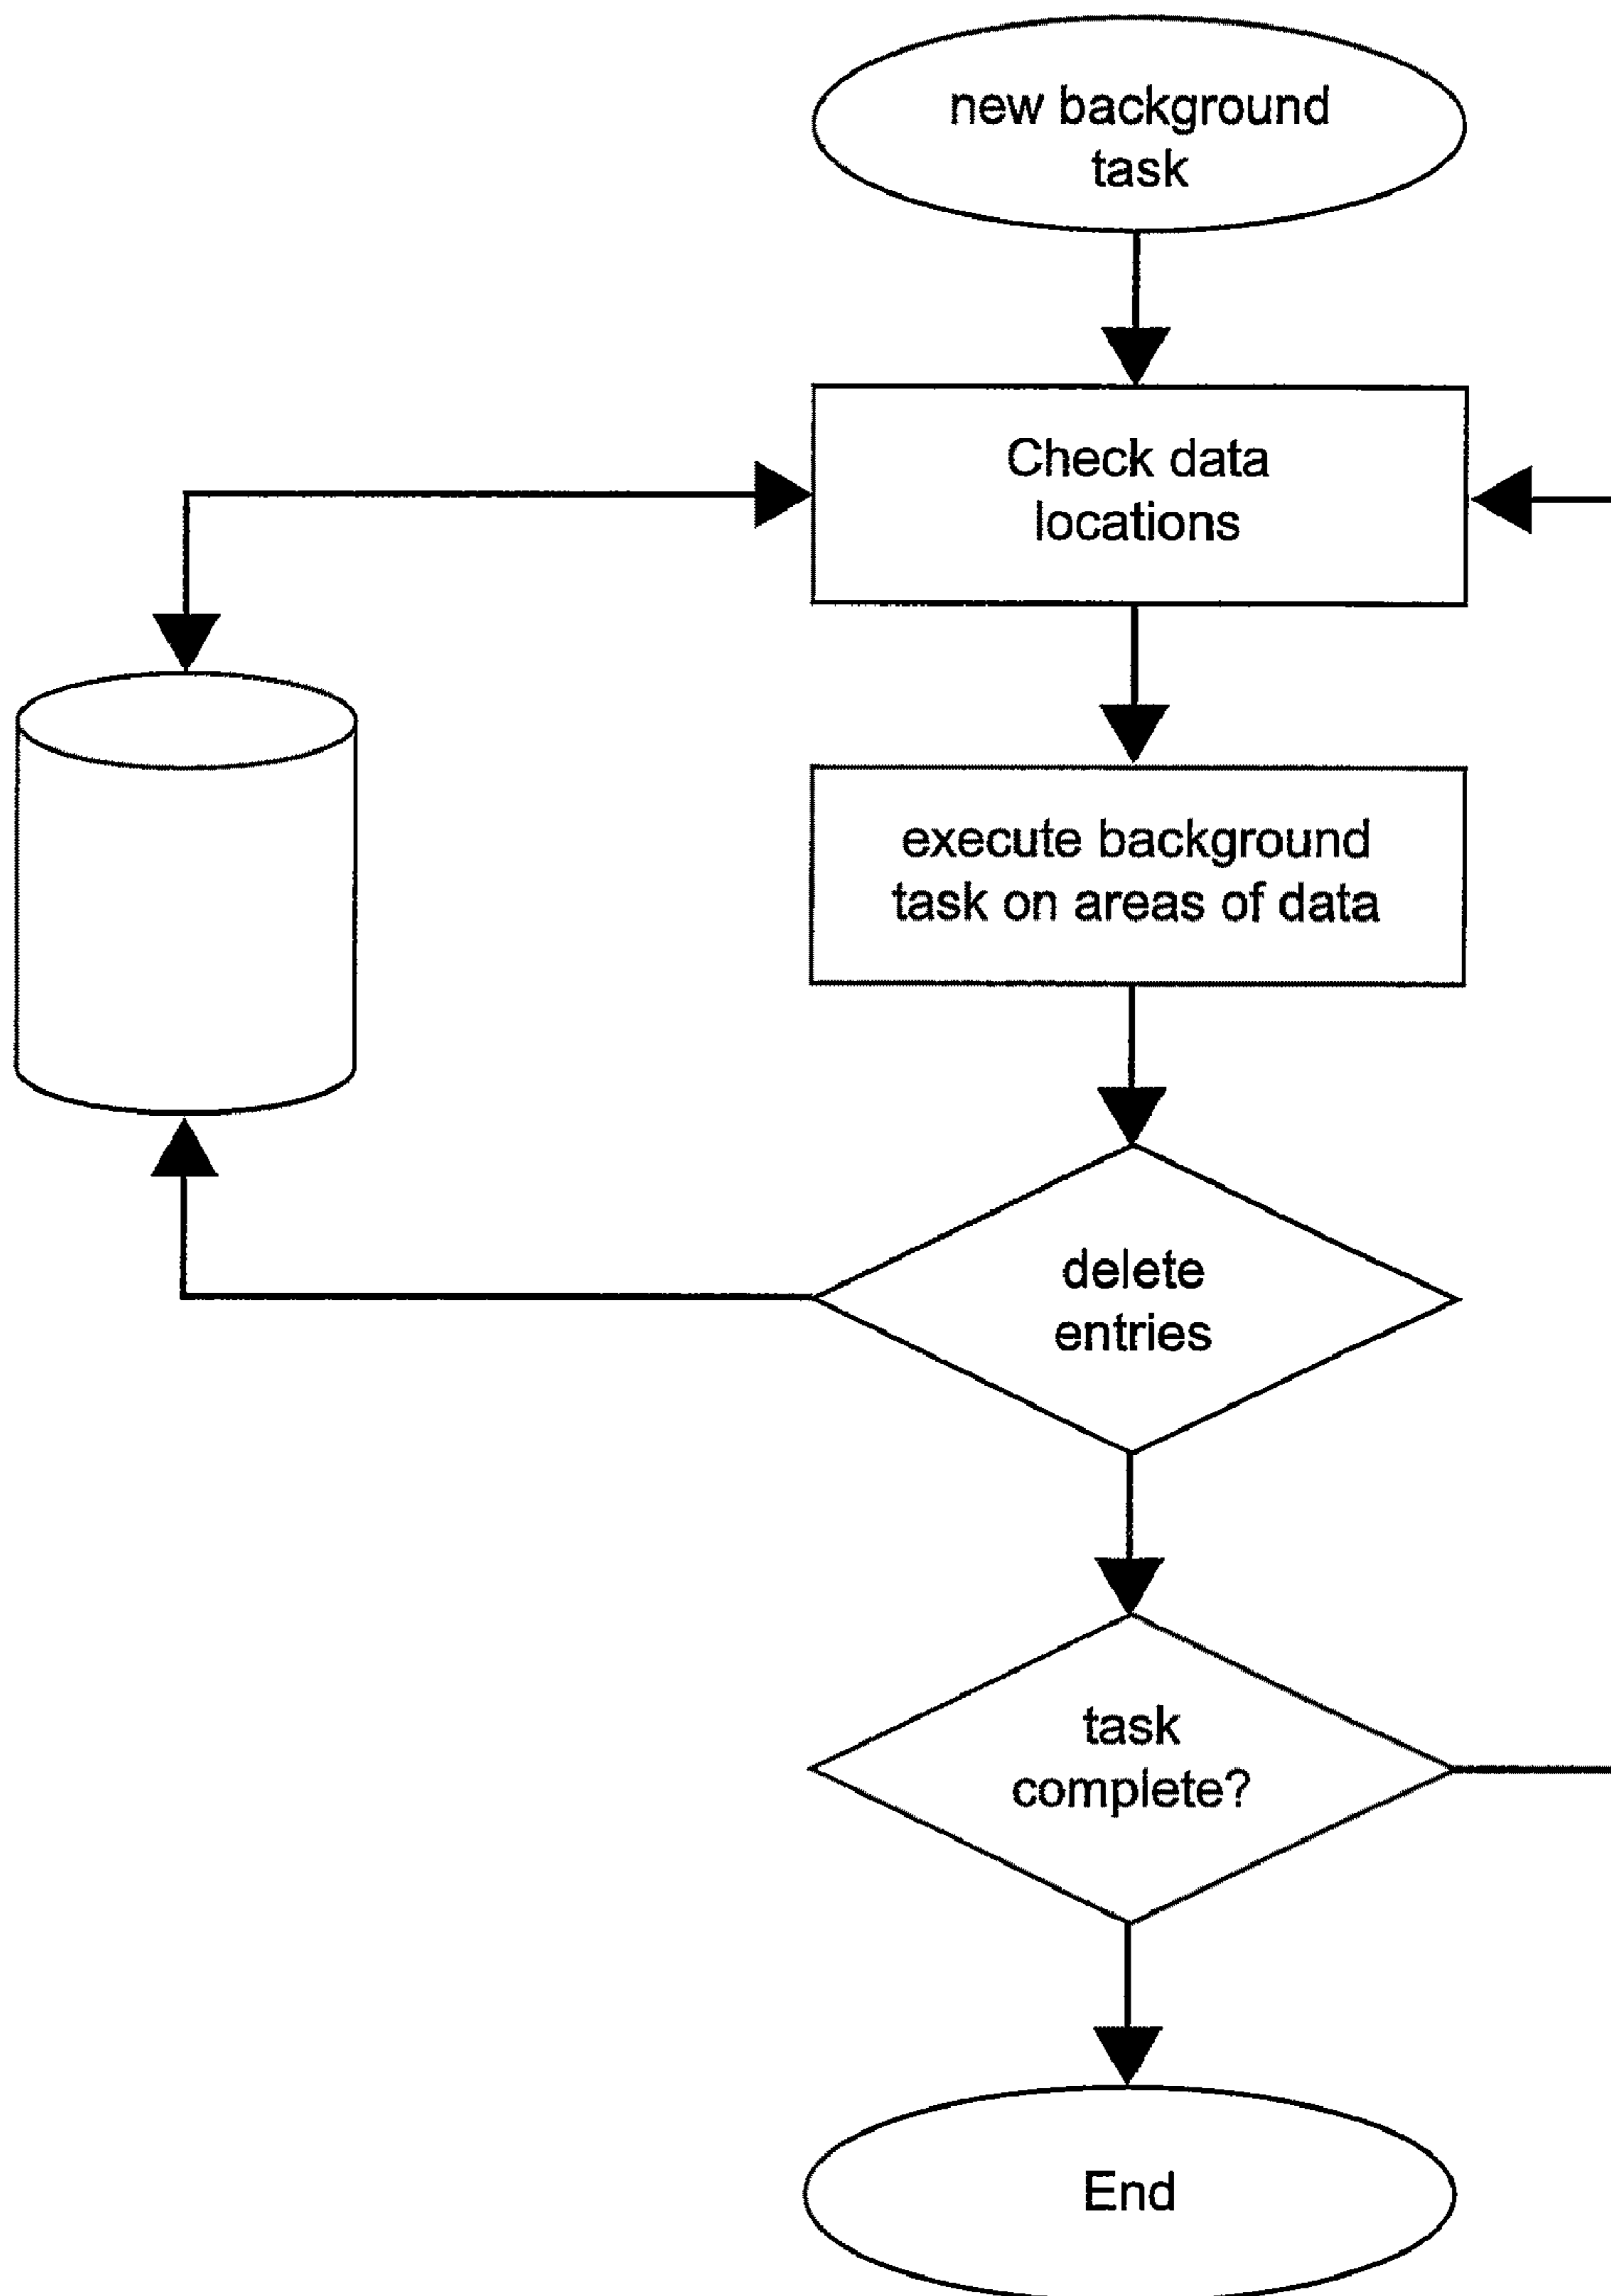 new background
task
Check data
locations
execute background
task on areas of data
delete
entries
task
complete?
End